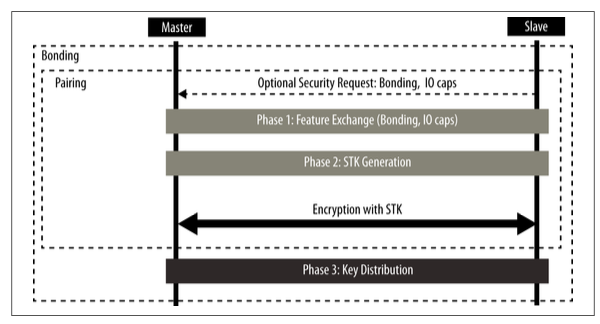 Master
Slave
Bonding
Pairing
Optional Security Request: Bonding, IO caps
Phase 1: Feature Exchange (Bonding, IO caps)
Phase 2: STK Generation
Encryption with STK
Phase 3: Key Distribution